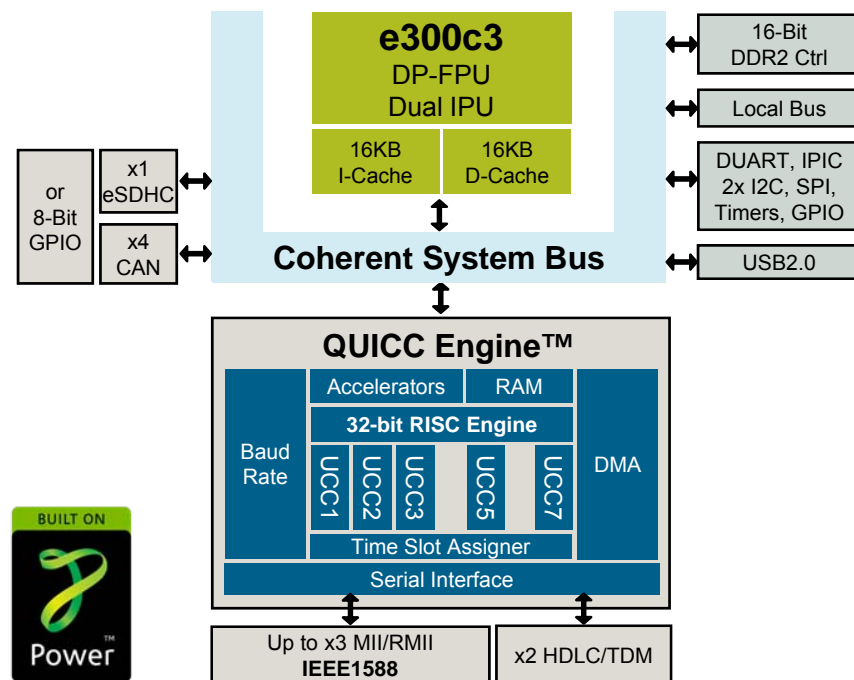 e300c3
DP-FPU
Dual IPU
16KB
I-Cache
16KB
D-Cache
16-Bit
DDR2 Ctrl
Local Bus
DUART, IPIC
2x I2C, SPI,
Timers, GPIO
USB2.0
or
8-Bit
GPIO
x1
eSDHC
x4
CAN
Coherent System Bus
QUICC Engine™
Accelerators
RAM
32-bit RISC Engine
Baud
Rate
UCC1
UCC2
UCC3
UCC5
UCC7
DMA
Time Slot Assigner
Serial Interface
Up to x3 MII/RMII
IEEE1588
x2 HDLC/TDM
BUILT ON
Power™